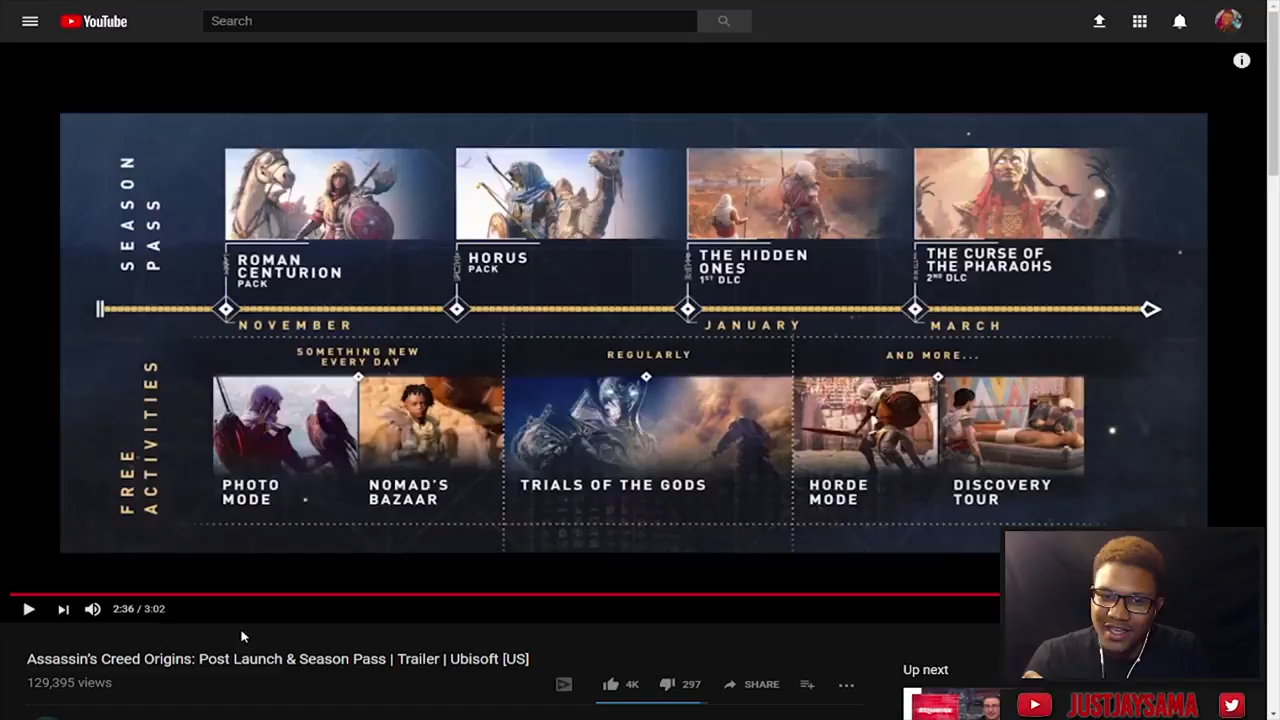 YouTube
Search
SEASON
PASS
ROMAN
CENTURION
PACK
HORUS
PACK
THE HIDDEN
ONES
1ST DLC
THE CURSE OF
THE PHARAOHS
2ND DLC
NOVEMBER
JANUARY
MARCH
FREE
ACTIVITIES
SOMETHING NEW
EVERY DAY
REGULARLY
AND MORE...
PHOTO
MODE
NOMAD'S
BAZAAR
TRIALS OF THE GODS
HORDE
MODE
DISCOVERY
TOUR
2:36 / 3:02
Assassin's Creed Origins: Post Launch & Season Pass | Trailer | Ubisoft [US]
129,395 views
4K
297
SHARE
Up next
JUSTJAYSAMA